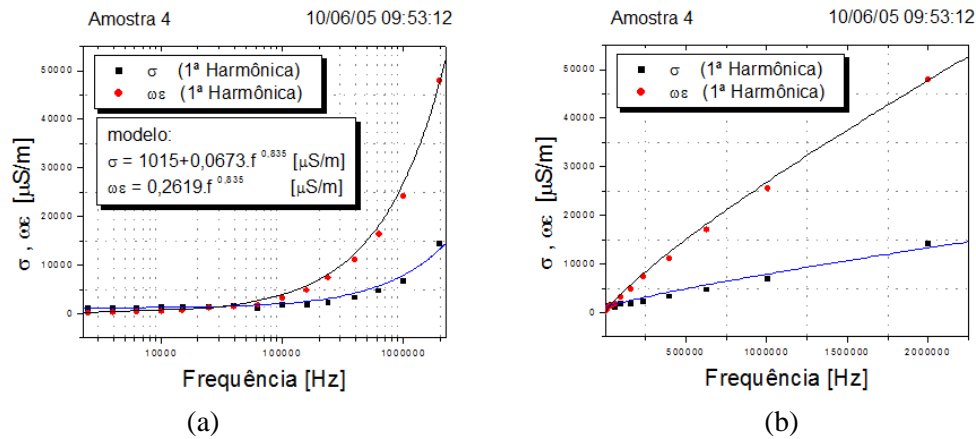 Amostra 4 10/06/05 09:53:12
σ (1ª Harmônica)
ωε (1ª Harmônica)
modelo:
σ = 1015+0,0673.f 0,835 [μS/m]
ωε = 0,2619.f 0,835 [μS/m]
σ , ωε [μS/m]
50000
40000
30000
20000
10000
0
10000 100000 1000000
Frequência [Hz]
(a)
Amostra 4 10/06/05 09:53:12
σ (1ª Harmônica)
ωε (1ª Harmônica)
σ , ωε [μS/m]
50000
40000
30000
20000
10000
0
500000 1000000 1500000 2000000
Frequência [Hz]
(b)